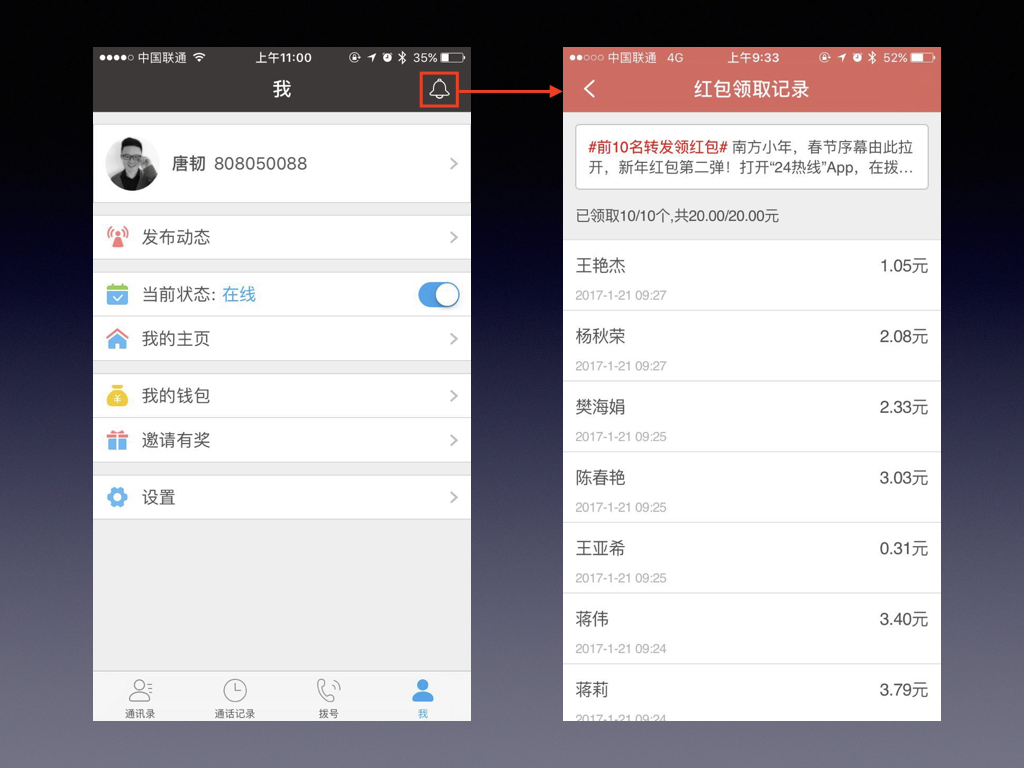 中国联通
上午11:00
35%
我
唐韧 808050088
发布动态
当前状态: 在线
我的主页
我的钱包
邀请有奖
设置
通讯录
通话记录
拨号
我
中国联通 4G
上午9:33
52%
红包领取记录
#前10名转发领红包# 南方小年，春节序幕由此拉
开，新年红包第二弹！打开“24热线”App，在拨...
已领取10/10个,共20.00/20.00元
王艳杰
1.05元
2017-1-21 09:27
杨秋荣
2.08元
2017-1-21 09:27
樊海娟
2.33元
2017-1-21 09:25
陈春艳
3.03元
2017-1-21 09:25
王亚希
0.31元
2017-1-21 09:25
蒋伟
3.40元
2017-1-21 09:24
蒋莉
3.79元
2017-1-21 09:24